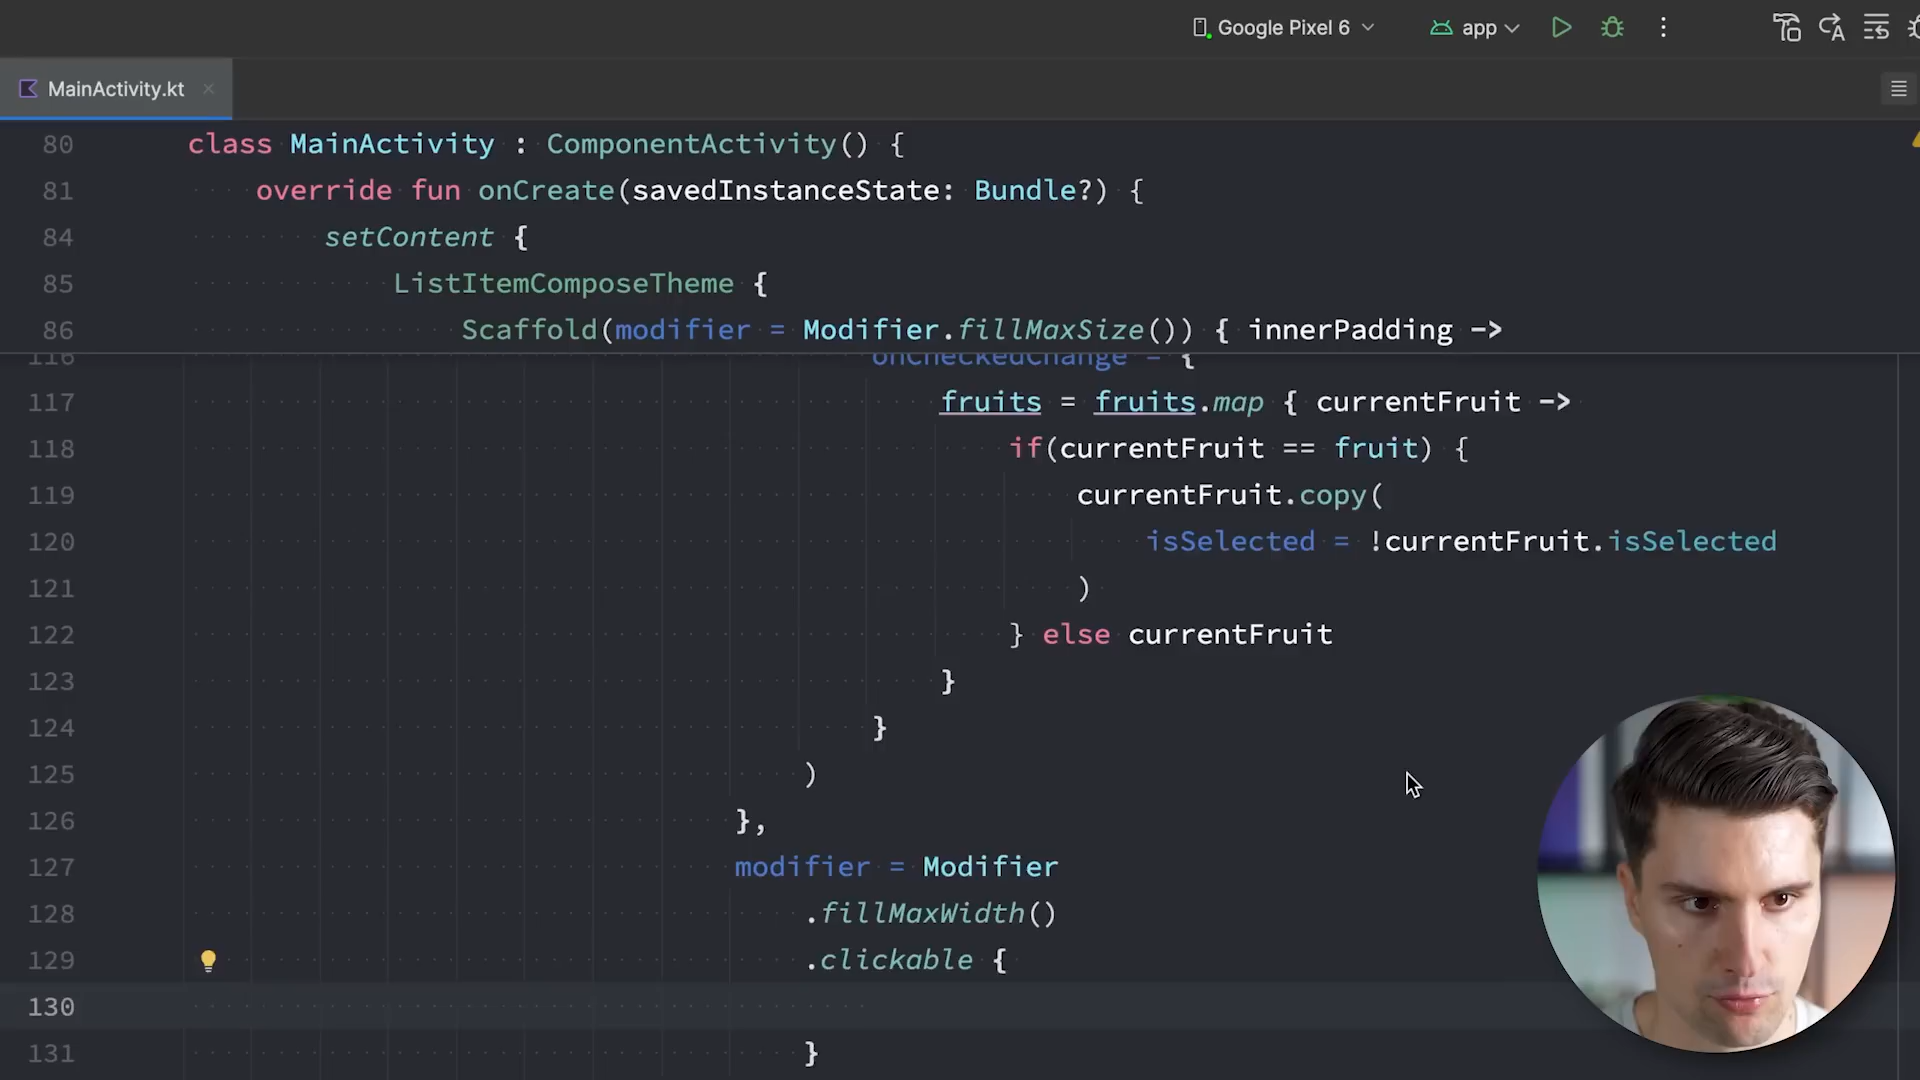 Google Pixel 6
app
MainActivity.kt
80 class MainActivity : ComponentActivity() {
81 override fun onCreate(savedInstanceState: Bundle?) {
84 setContent {
85 ListItemComposeTheme {
86 Scaffold(modifier = Modifier.fillMaxSize()) { innerPadding ->
116 onCheckedChange = {
117 fruits = fruits.map { currentFruit ->
118 if(currentFruit == fruit) {
119 currentFruit.copy(
120 isSelected = !currentFruit.isSelected
121 )
122 } else currentFruit
123 }
124 }
125 )
126 },
127 modifier = Modifier
128 .fillMaxWidth()
129 .clickable {
130
131 }